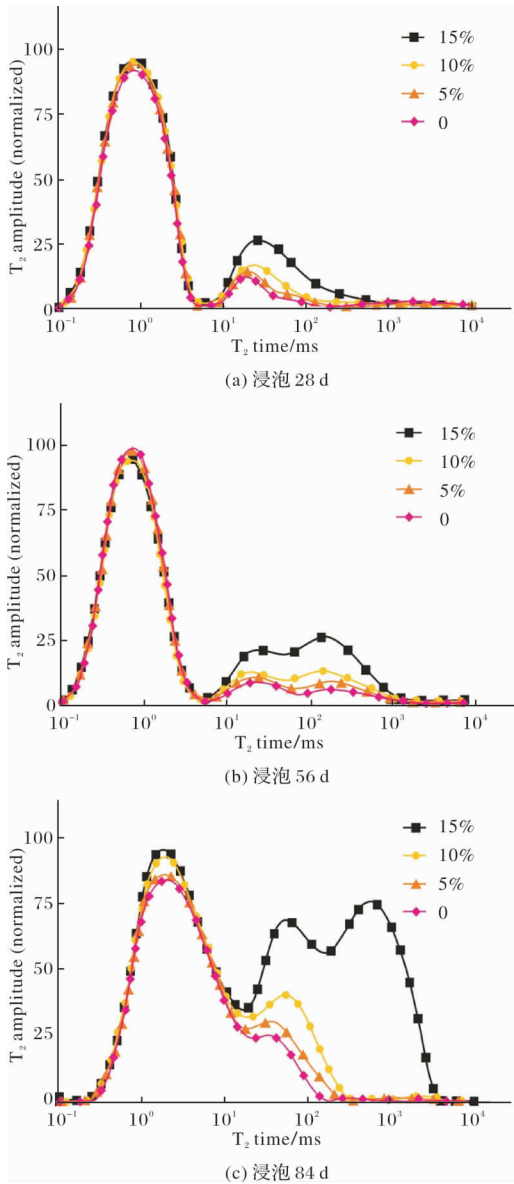 100
75
50
25
0
T₂ amplitude (normalized)
15%
10%
5%
0
10⁻¹ 10⁰ 10¹ 10² 10³ 10⁴
T₂ time/ms
(a) 浸泡 28 d
100
75
50
25
0
T₂ amplitude (normalized)
15%
10%
5%
0
10⁻¹ 10⁰ 10¹ 10² 10³ 10⁴
T₂ time/ms
(b) 浸泡 56 d
100
75
50
25
0
T₂ amplitude (normalized)
15%
10%
5%
0
10⁻¹ 10⁰ 10¹ 10² 10³ 10⁴
T₂ time/ms
(c) 浸泡 84 d